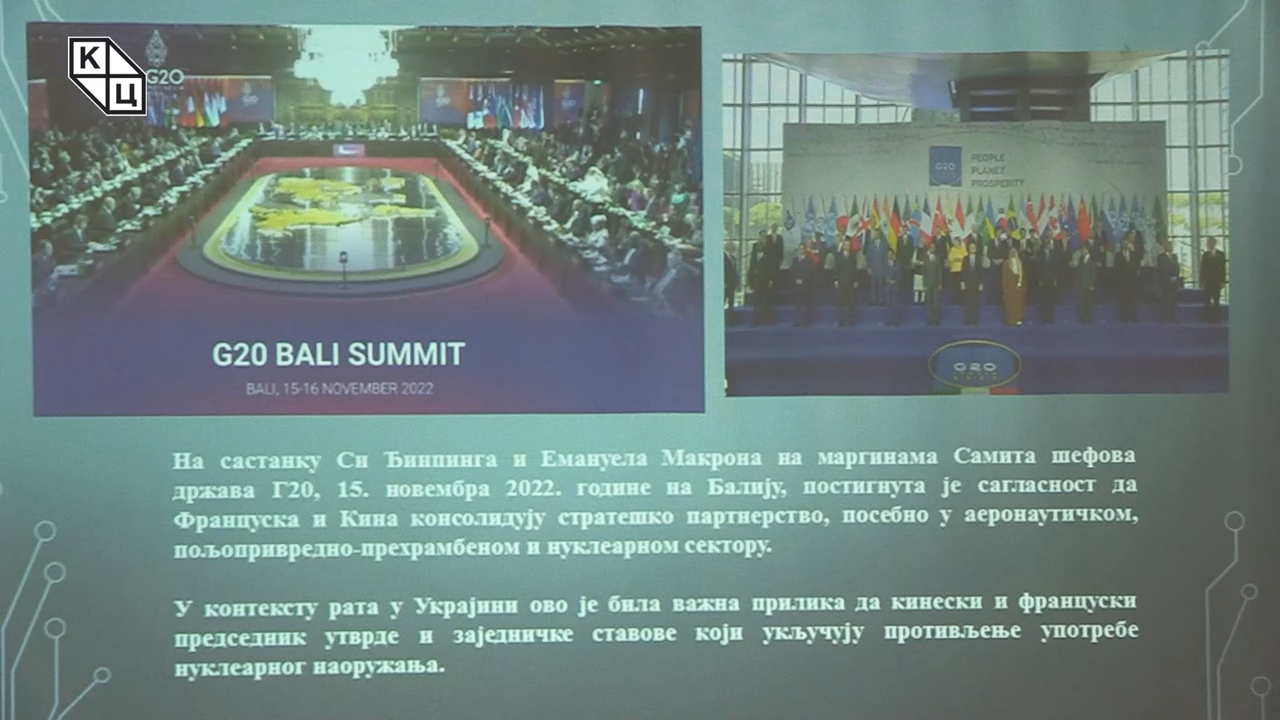 К
Ц
G20
G20 BALI SUMMIT
BALI, 15-16 NOVEMBER 2022
G20
PEOPLE
PLANET
PROSPERITY
G20
На састанку Си Ђинпинга и Емануела Макрона на маргинама Самита шефова
држава Г20, 15. новембра 2022. године на Балију, постигнута је сагласност да
Француска и Кина консолидују стратешко партнерство, посебно у аеронаутичком,
пољопривредно-прехрамбеном и нуклеарном сектору.
У контексту рата у Украјини ово је била важна прилика да кинески и француски
председник утврде и заједничке ставове који укључују противљење употребе
нуклеарног наоружања.